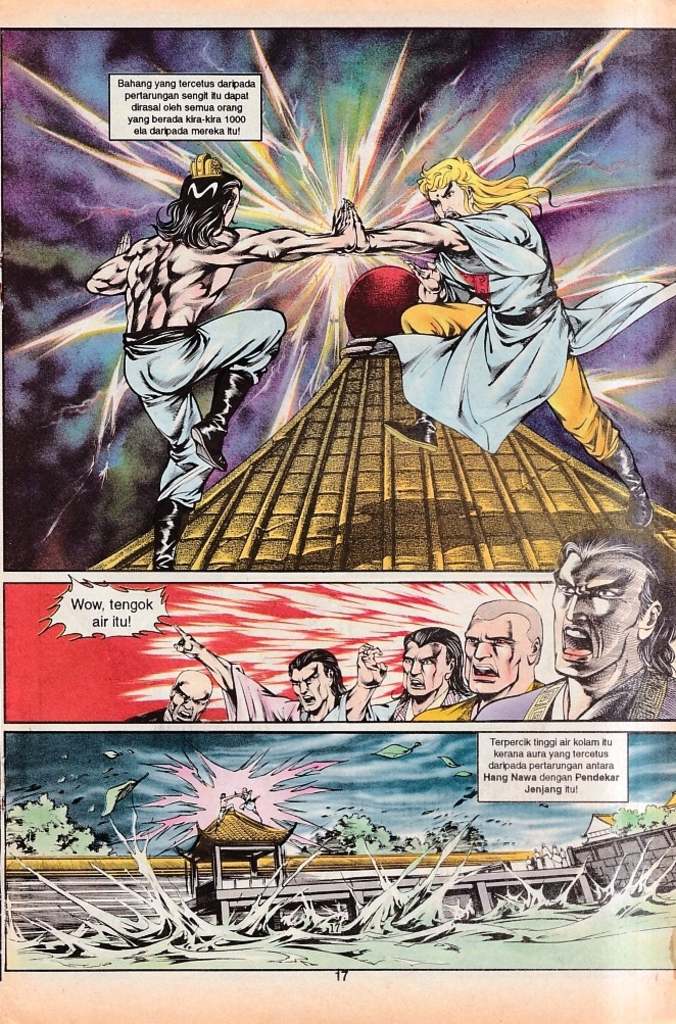 Bahang yang tercetus daripada
pertarungan sengit itu dapat
dirasai oleh semua orang
yang berada kira-kira 1000
ela daripada mereka itu!
Wow, tengok
air itu!
Terpercik tinggi air kolam itu
kerana aura yang tercetus
daripada pertarungan antara
Hang Nawa dengan Pendekar
Jenjang itu!
17